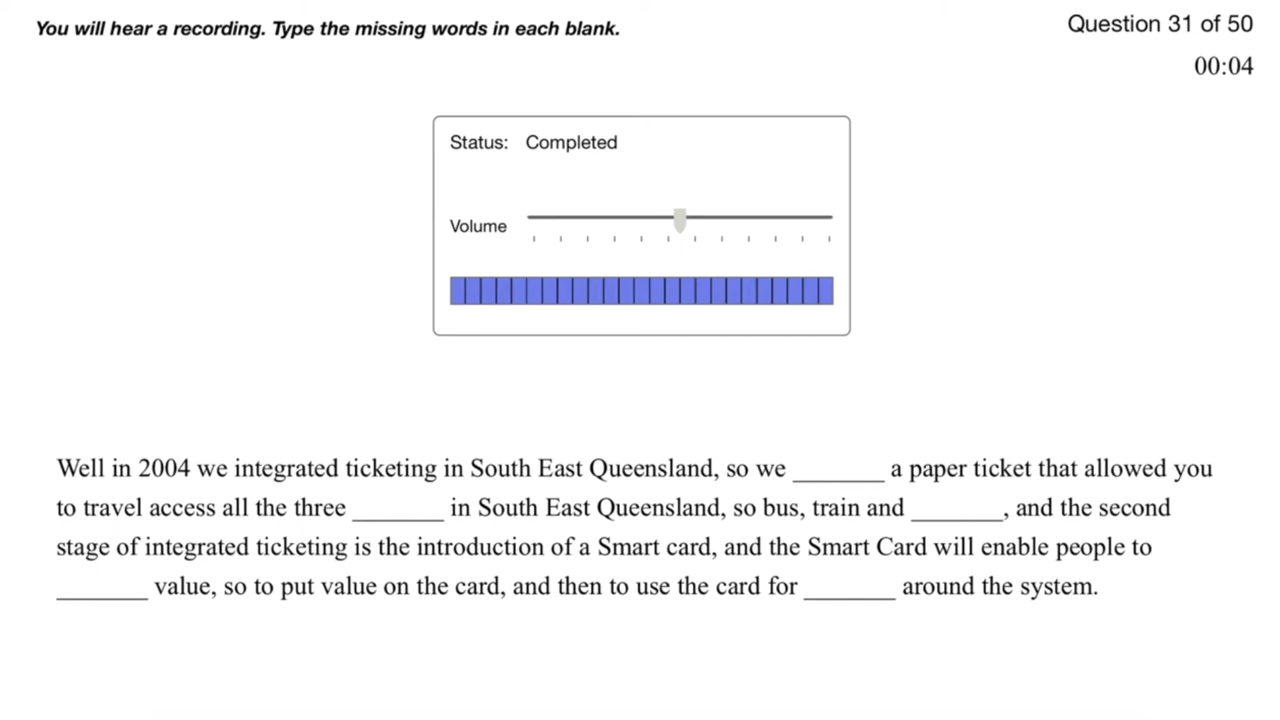 You will hear a recording. Type the missing words in each blank.
Question 31 of 50
00:04
Status: Completed
Volume
Well in 2004 we integrated ticketing in South East Queensland, so we _______ a paper ticket that allowed you
to travel access all the three _______ in South East Queensland, so bus, train and _______, and the second
stage of integrated ticketing is the introduction of a Smart card, and the Smart Card will enable people to
_______ value, so to put value on the card, and then to use the card for _______ around the system.